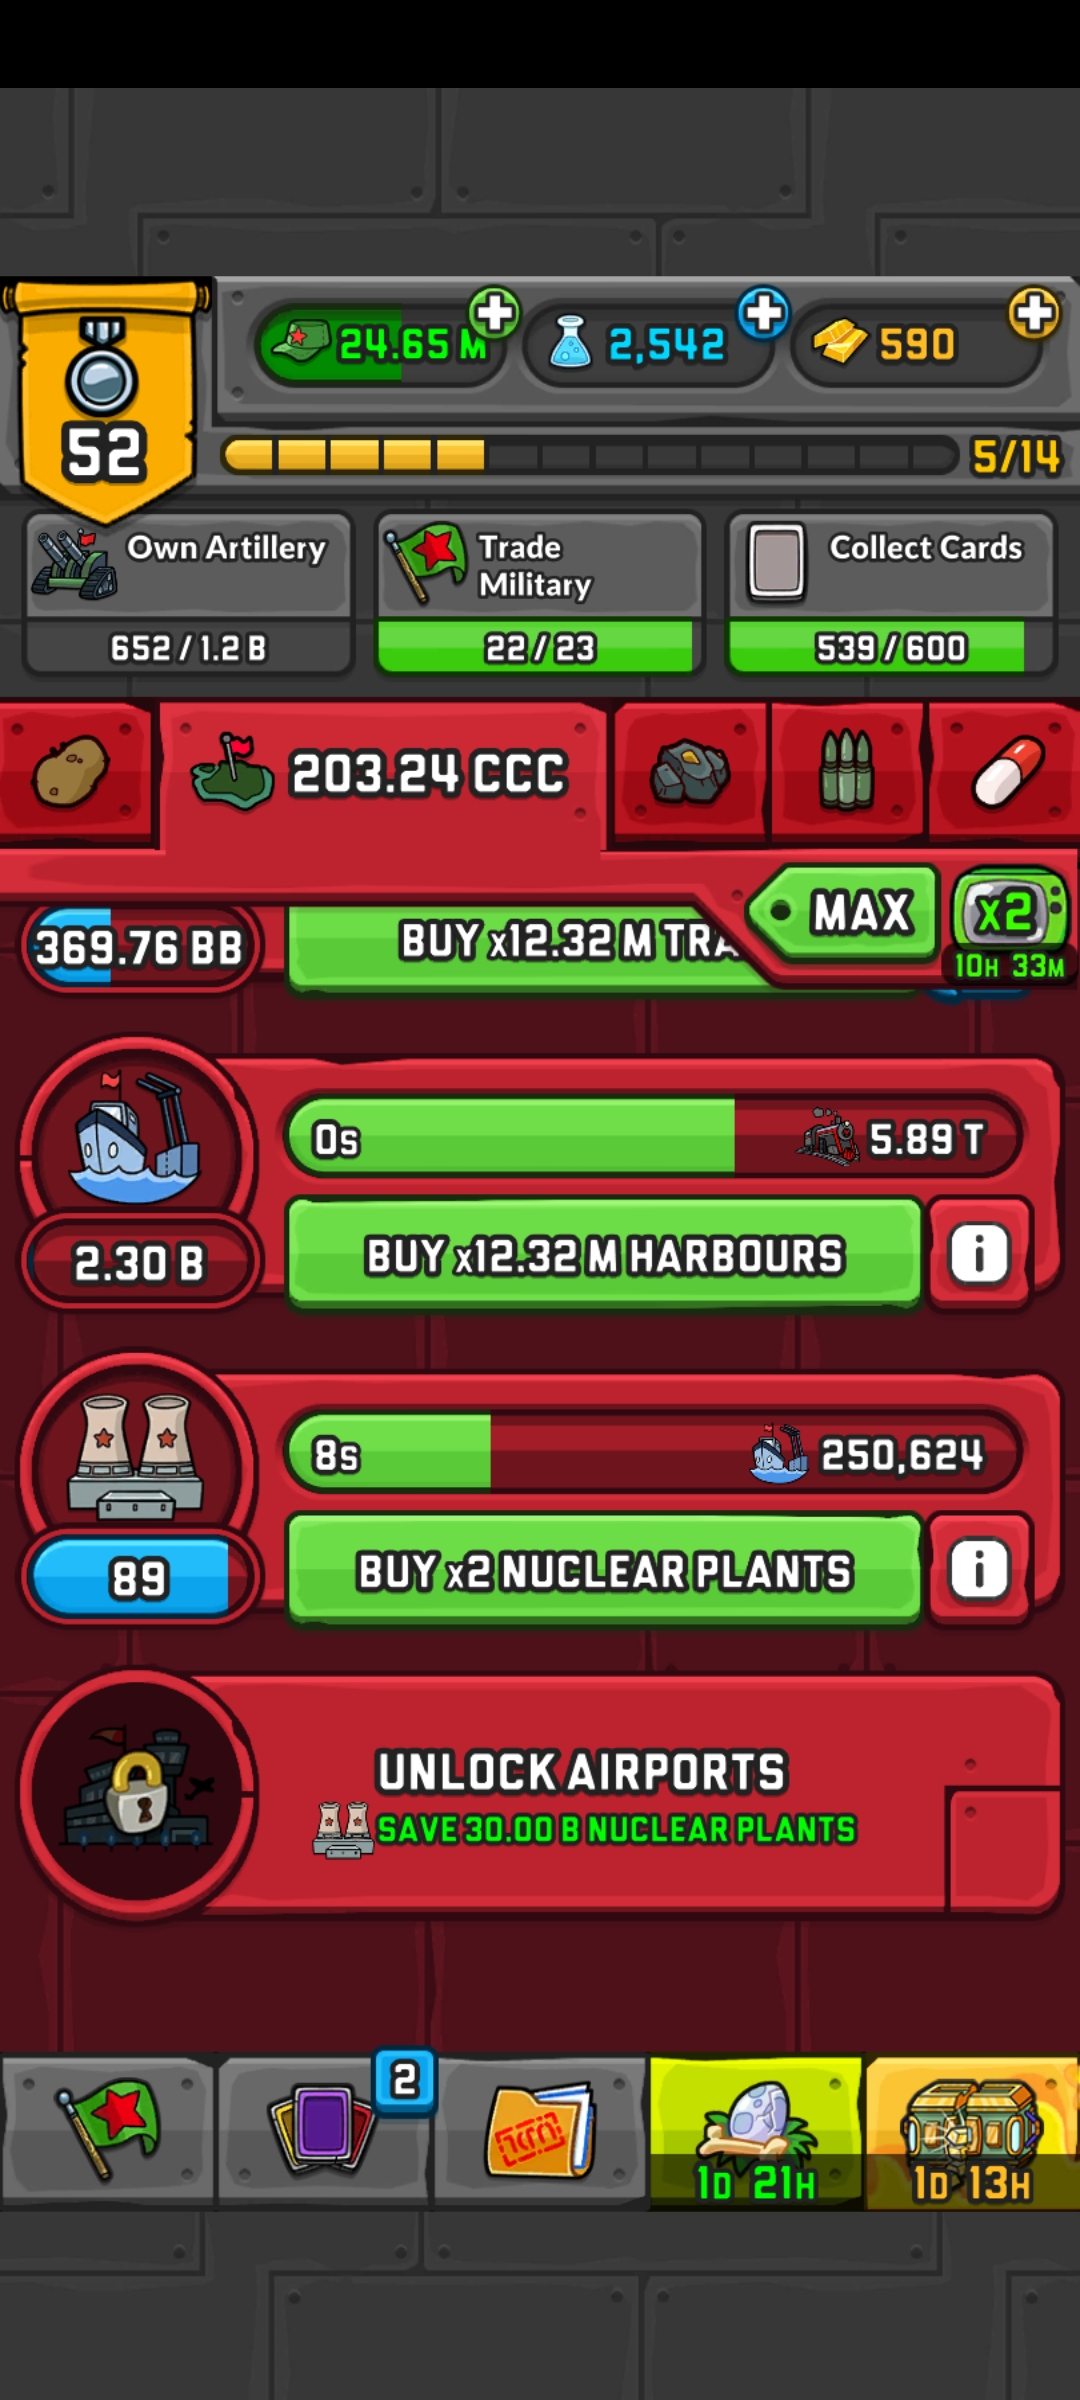 24.65 M
2,542
590
52
5/14
Own Artillery
652 / 1.2 B
Trade
Military
22 / 23
Collect Cards
539 / 600
203.24 CCC
MAX
x2
10H 33M
369.76 BB
BUY x12.32 M TRA
0s
5.89 T
2.30 B
BUY x12.32 M HARBOURS
i
8s
250,624
89
BUY x2 NUCLEAR PLANTS
i
UNLOCK AIRPORTS
SAVE 30.00 B NUCLEAR PLANTS
2
1D 21H
1D 13H